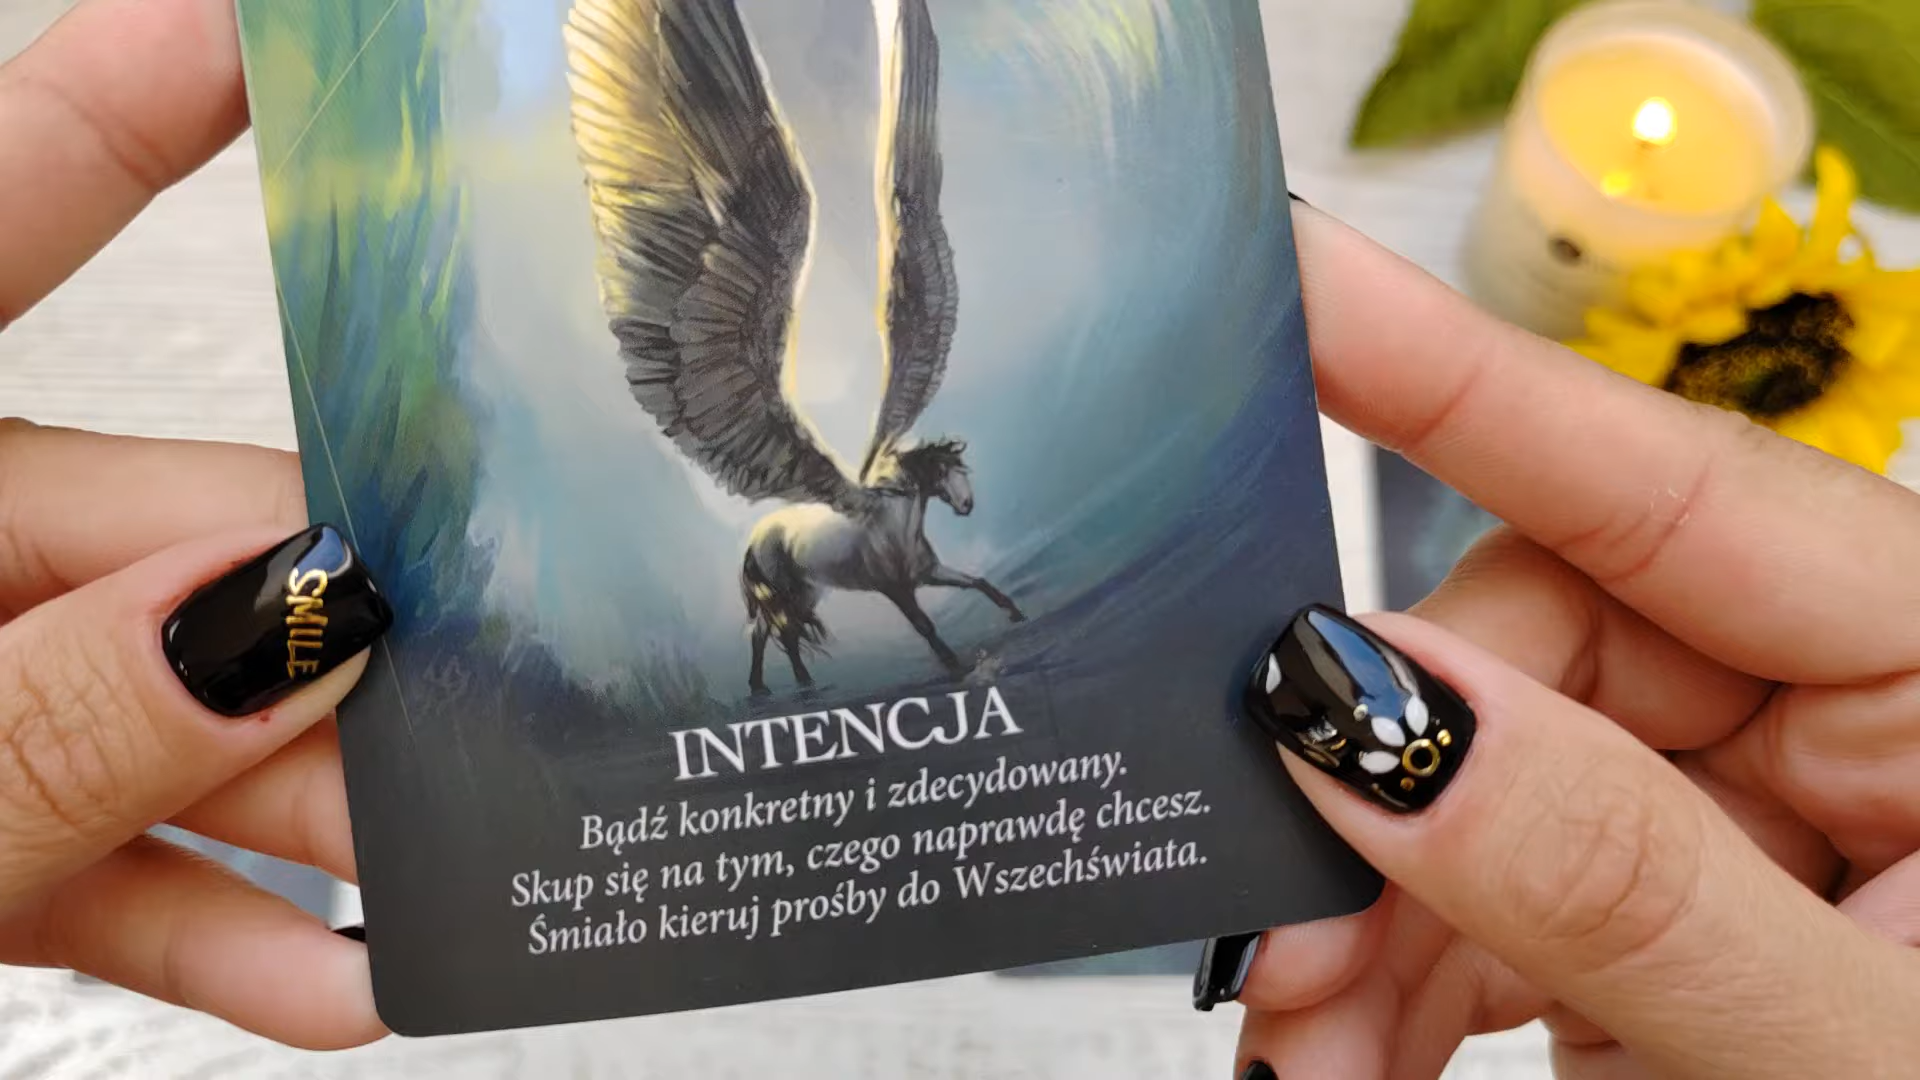 SMILE
INTENCJA
Bądź konkretny i zdecydowany.
Skup się na tym, czego naprawdę chcesz.
Śmiało kieruj prośby do Wszechświata.